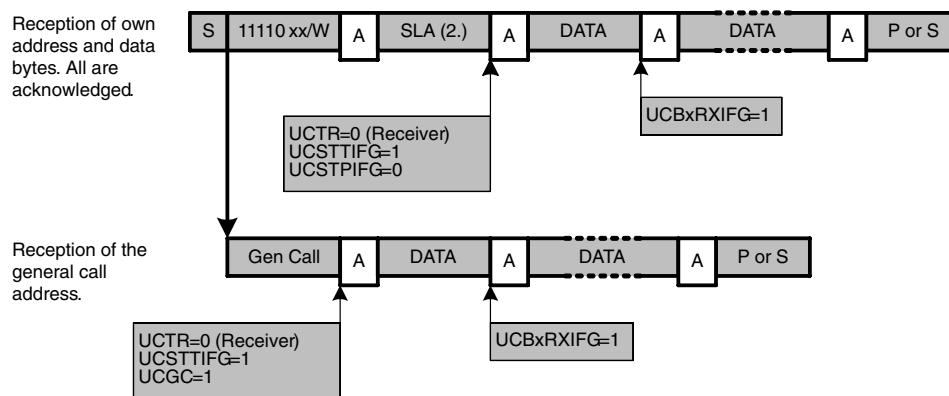 Reception of own
address and data
bytes. All are
acknowledged.
S 11110 xx/W A SLA (2.) A DATA A DATA A P or S
UCBxRXIFG=1
UCTR=0 (Receiver)
UCSTTIFG=1
UCSTPIFG=0
Reception of the
general call
address.
Gen Call A DATA A DATA A P or S
UCTR=0 (Receiver)
UCSTTIFG=1
UCGC=1
UCBxRXIFG=1